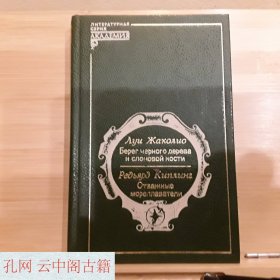 ЛИТЕРАТУРНАЯ
СЕРИЯ
АКАДЕМИЯ
Луи Жаколио
Берег черного дерева
и слоновой кости
Редьярд Киплинг
Отважные
мореплаватели
孔网 云中阁古籍